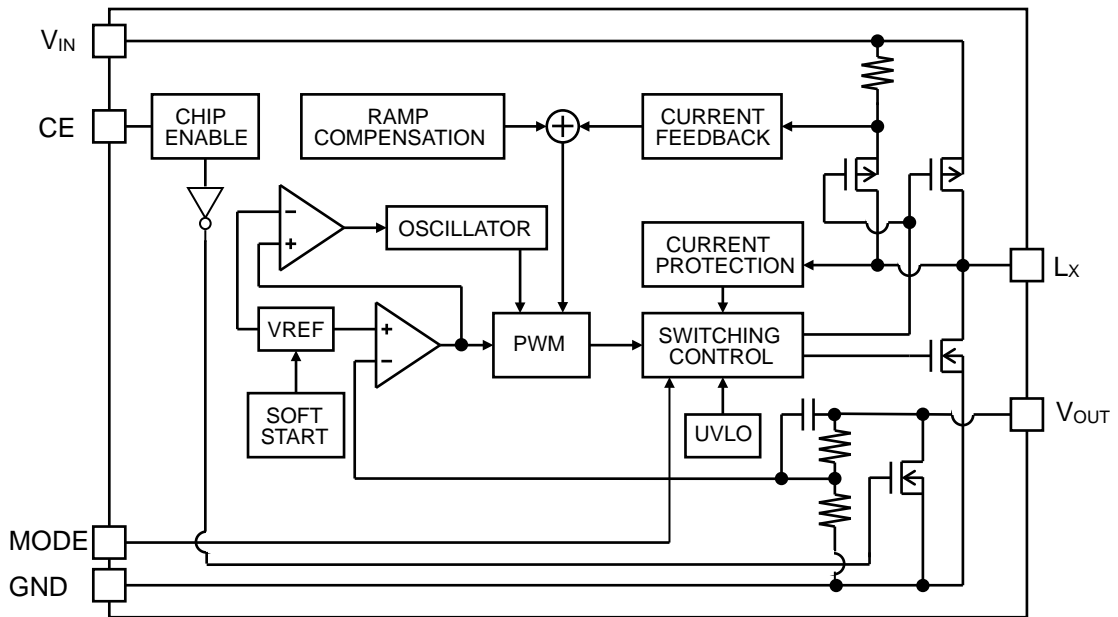 VIN
CE
CHIP
ENABLE
RAMP
COMPENSATION
+
CURRENT
FEEDBACK
−
+
OSCILLATOR
CURRENT
PROTECTION
LX
VREF
+
−
PWM
SWITCHING
CONTROL
SOFT
START
UVLO
VOUT
MODE
GND